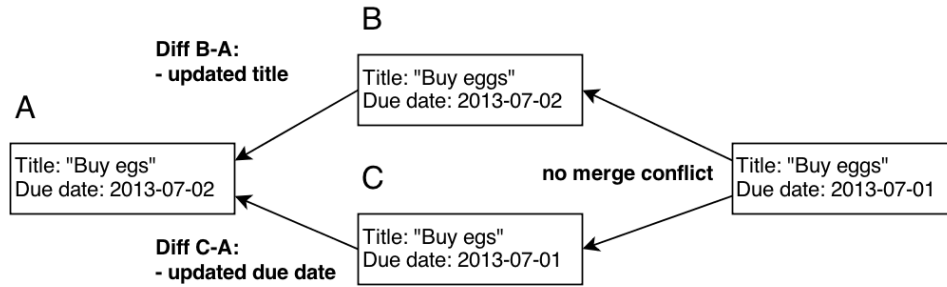 B
Diff B-A:
- updated title
Title: "Buy eggs"
Due date: 2013-07-02
A
Title: "Buy egs"
Due date: 2013-07-02
C
no merge conflict
Title: "Buy eggs"
Due date: 2013-07-01
Diff C-A:
- updated due date
Title: "Buy egs"
Due date: 2013-07-01